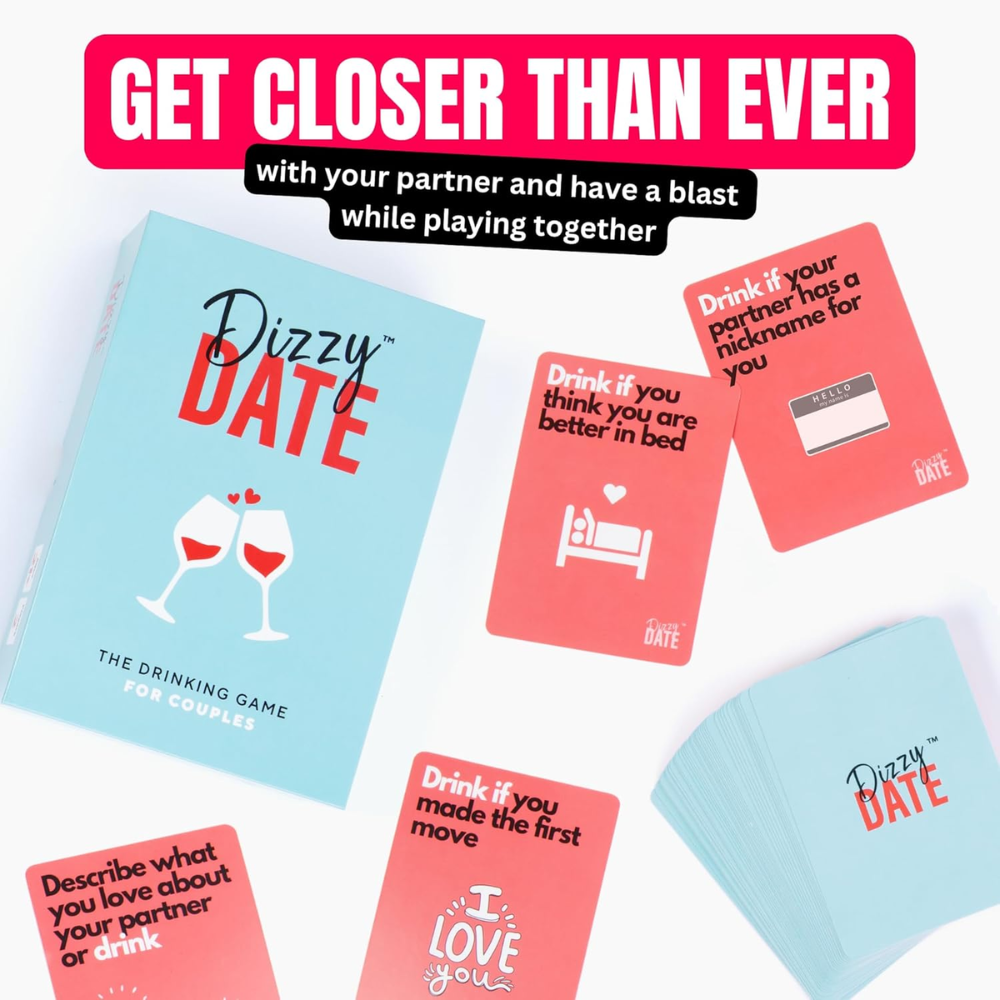 GET CLOSER THAN EVER
with your partner and have a blast
while playing together
Dizzy™
DATE
THE DRINKING GAME
FOR COUPLES
Drink if your
partner has a
nickname for
you
HELLO
my name is
Dizzy
DATE
Drink if you
think you are
better in bed
Dizzy™
DATE
Dizzy™
DATE
Drink if you
made the first
move
I
LOVE
you
Describe what
you love about
your partner
or drink